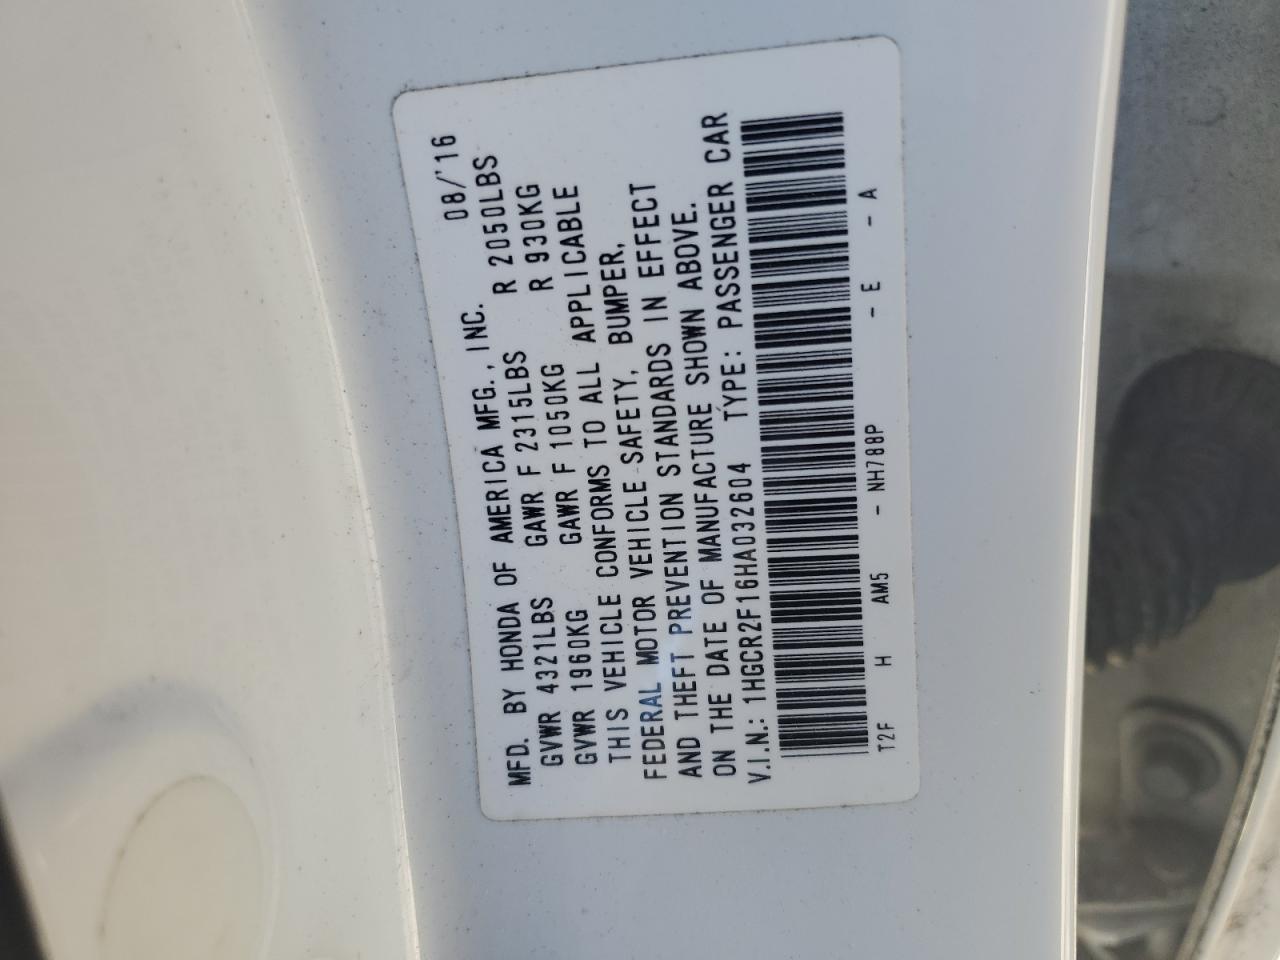 MFD. BY HONDA OF AMERICA MFG., INC. 08/'16
GVWR 4321LBS GAWR F 2315LBS R 2050LBS
GVWR 1960KG GAWR F 1050KG R 930KG
THIS VEHICLE CONFORMS TO ALL APPLICABLE
FEDERAL MOTOR VEHICLE SAFETY, BUMPER,
AND THEFT PREVENTION STANDARDS IN EFFECT
ON THE DATE OF MANUFACTURE SHOWN ABOVE.
V.I.N.: 1HGCR2F16HA032604 TYPE: PASSENGER CAR
T2F H AM5 - NH788P - E - A